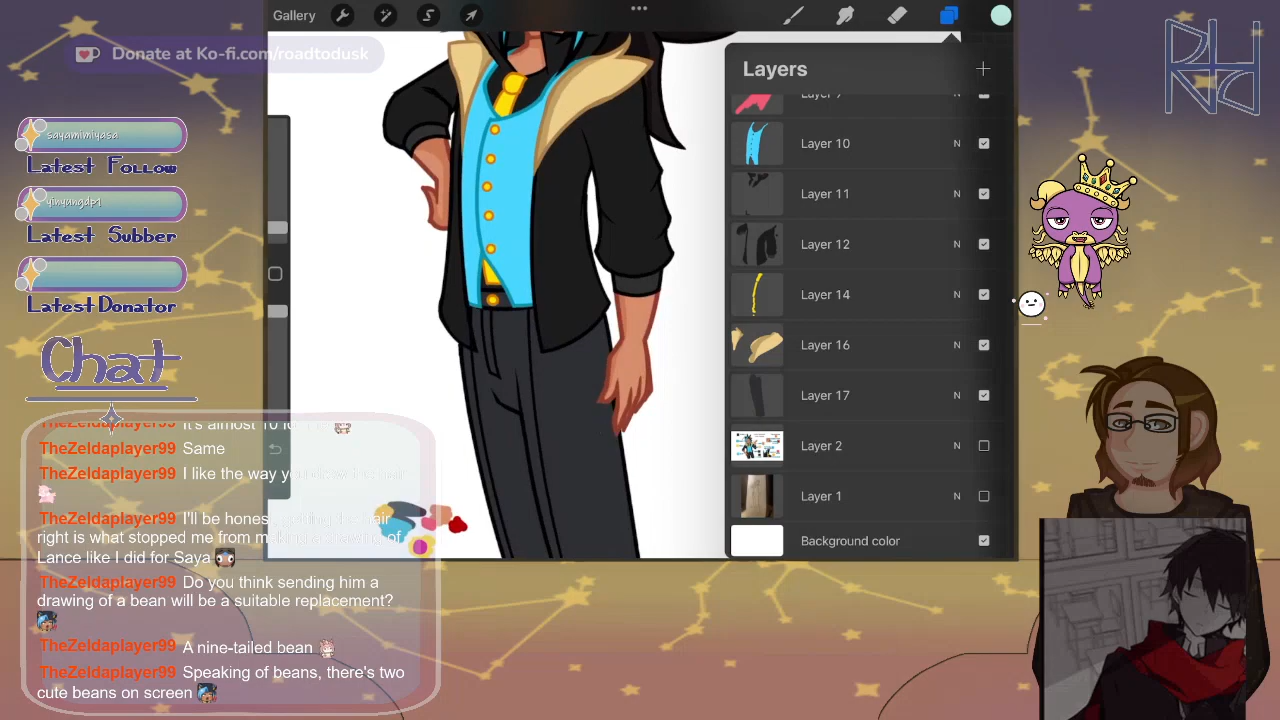 Gallery
Donate at Ko-fi.com/roadtodusk
sayamimiyasa
Latest Follow
yinyungdp1
Latest Subber
Latest Donator
Chat
TheZeldaplayer99
TheZeldaplayer99 Same
TheZeldaplayer99 I like the way you
TheZeldaplayer99 I'll be
right is what stopped me from
Lance like I did for Saya
TheZeldaplayer99 Do you think sending him a
drawing of a bean will be a suitable replacement?
TheZeldaplayer99 A nine-tailed bean
TheZeldaplayer99 Speaking of beans, there's two
cute beans on screen
Layers
Layer 10 N
Layer 11 N
Layer 12 N
Layer 14 N
Layer 16 N
Layer 17 N
Layer 2 N
Layer 1 N
Background color